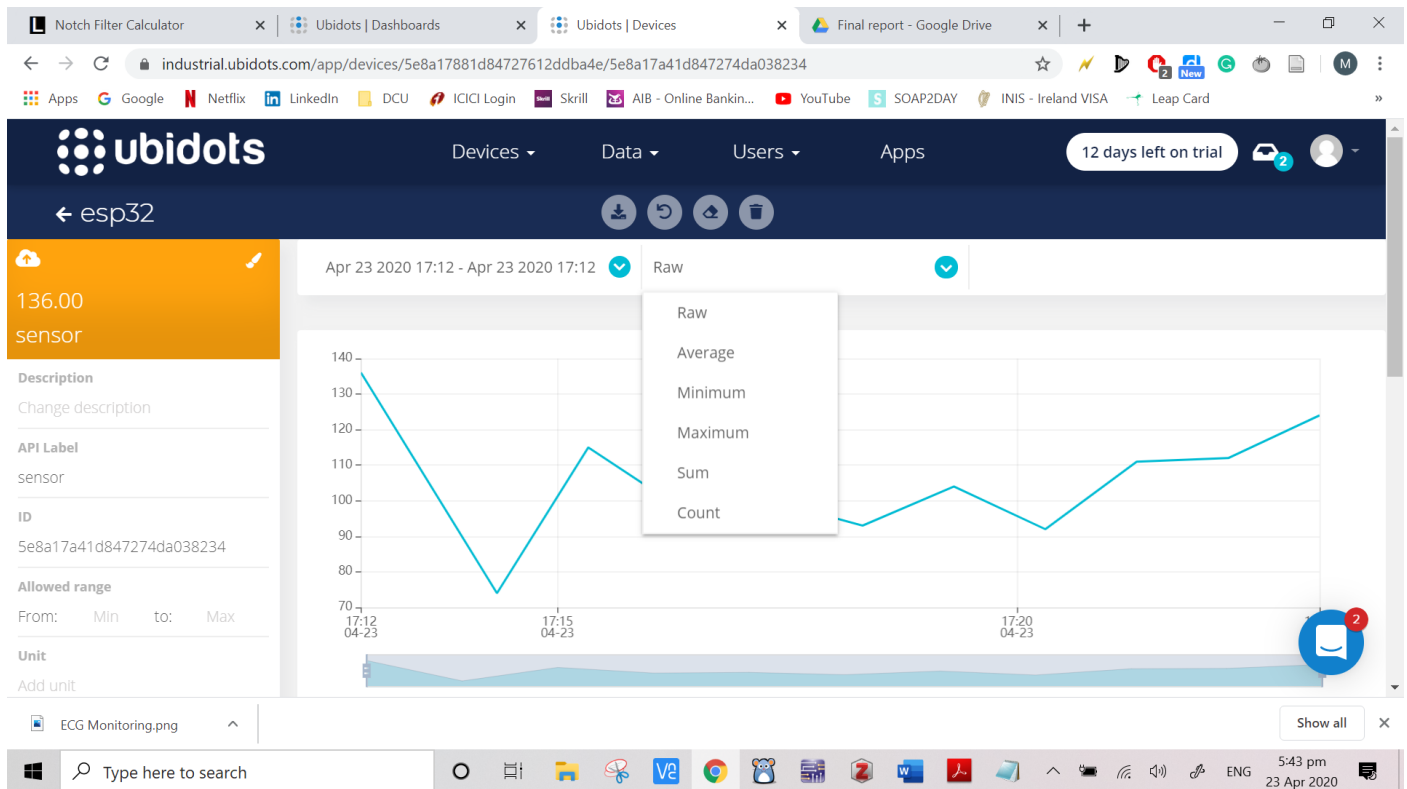 Notch Filter Calculator
Ubidots | Dashboards
Ubidots | Devices
Final report - Google Drive
industrial.ubidots.com/app/devices/5e8a17881d84727612ddba4e/5e8a17a41d847274da038234
2
New
M
Apps
Google
Netflix
LinkedIn
DCU
ICICI Login
Skrill
Skrill
AIB - Online Bankin...
YouTube
SOAP2DAY
INIS - Ireland VISA
Leap Card
»
ubidots
Devices
Data
Users
Apps
12 days left on trial
2
esp32
Apr 23 2020 17:12 - Apr 23 2020 17:12
Raw
136.00
sensor
Description
Change description
API Label
sensor
ID
5e8a17a41d847274da038234
Allowed range
From: Min to: Max
Unit
Add unit
Raw
Average
Minimum
Maximum
Sum
Count
140
130
120
110
100
90
80
70
17:12
04-23
17:15
04-23
17:20
04-23
2
ECG Monitoring.png
Show all
Type here to search
ENG
5:43 pm
23 Apr 2020